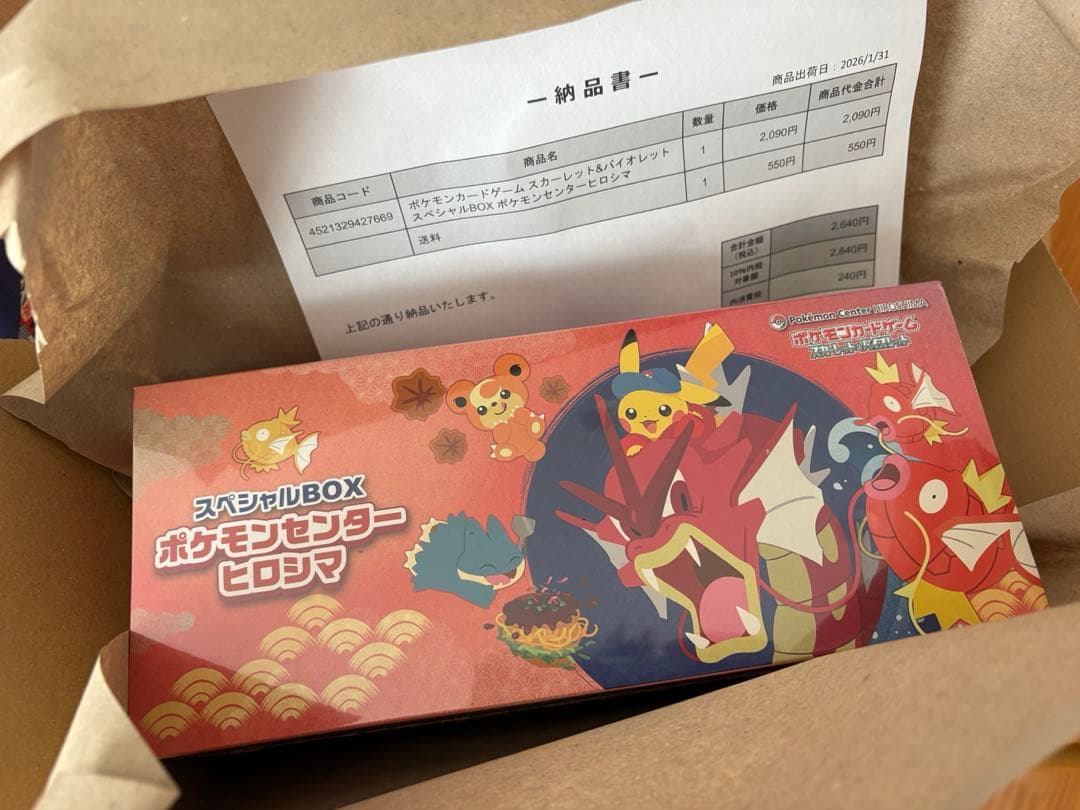 ー納品書ー
商品出荷日：2026/1/31
商品コード 商品名 数量 価格 商品代金合計
4521329427669 ポケモンカードゲーム スカーレット&バイオレット
スペシャルBOX ポケモンセンターヒロシマ 1 2,090円 2,090円
送料 1 550円 550円
合計金額
（税込） 2,640円
10%内税
対象額 2,640円
内消費税 240円
上記の通り納品いたします。
Pokémon Center HIROSHIMA
ポケモンカードゲーム
スカーレット&バイオレット
スペシャルBOX
ポケモンセンター
ヒロシマ